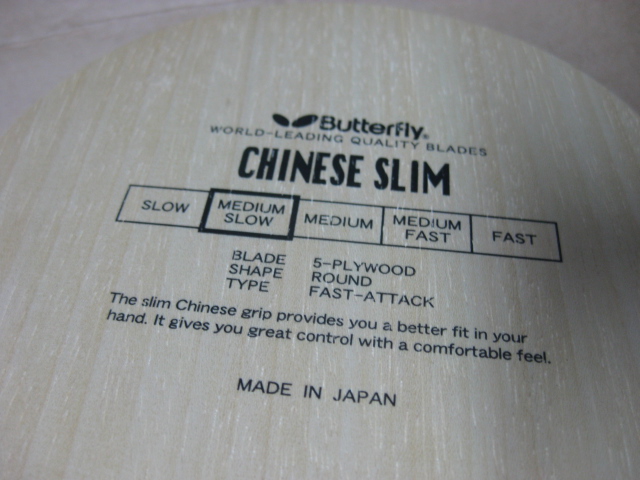 Butterfly®
WORLD-LEADING QUALITY BLADES
CHINESE SLIM
SLOW MEDIUM SLOW MEDIUM MEDIUM FAST FAST
BLADE 5-PLYWOOD
SHAPE ROUND
TYPE FAST-ATTACK
The slim Chinese grip provides you a better fit in your
hand. It gives you great control with a comfortable feel.
MADE IN JAPAN